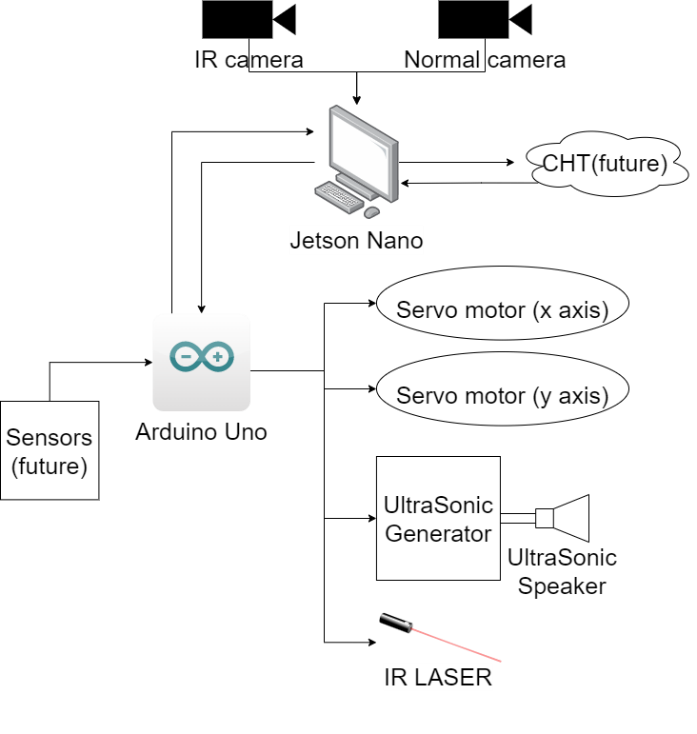 IR camera
Normal camera
CHT(future)
Jetson Nano
Servo motor (x axis)
Servo motor (y axis)
Sensors
(future)
Arduino Uno
UltraSonic
Generator
UltraSonic
Speaker
IR LASER